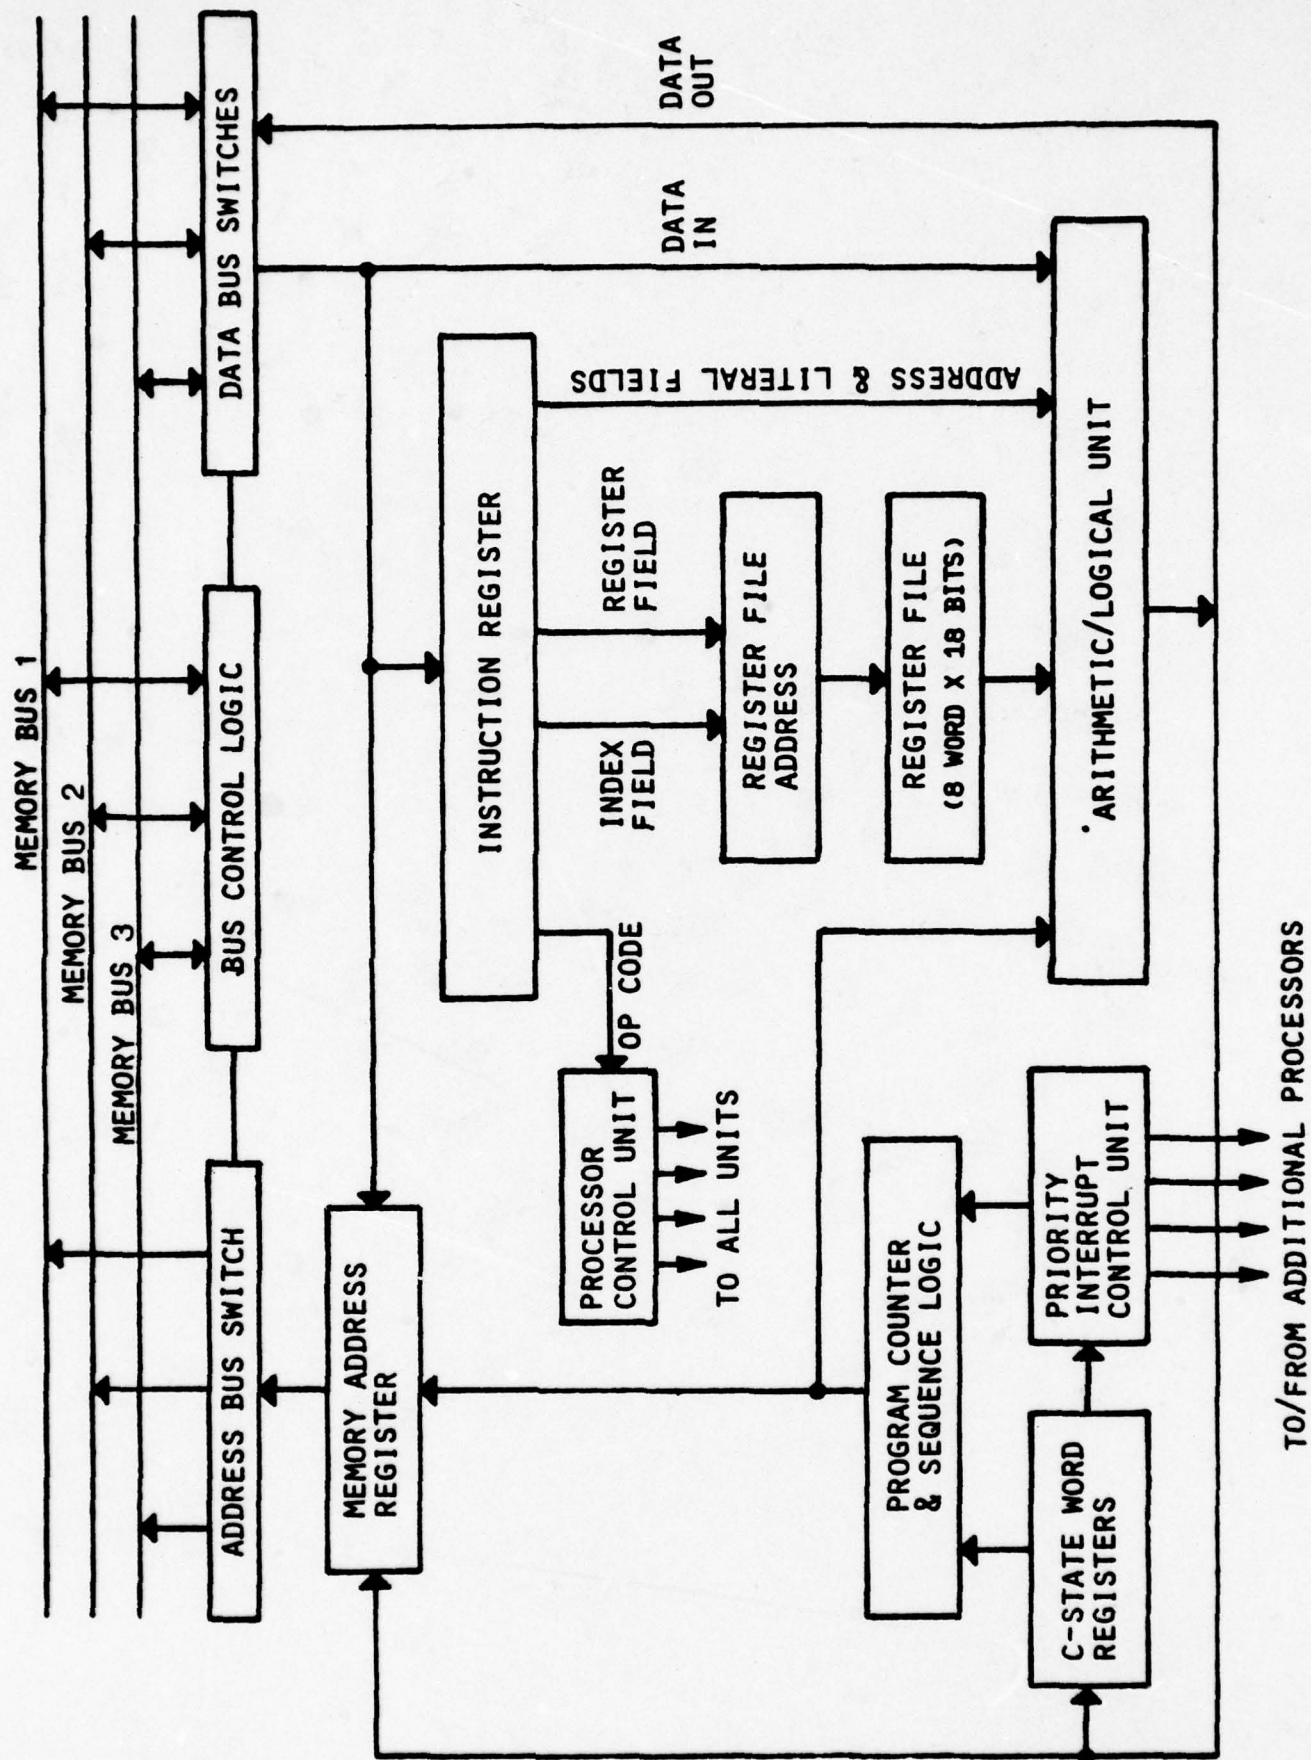 MEMORY BUS 1
MEMORY BUS 2
MEMORY BUS 3
ADDRESS BUS SWITCH
BUS CONTROL LOGIC
DATA BUS SWITCHES
MEMORY ADDRESS
REGISTER
INSTRUCTION REGISTER
OP CODE
INDEX
FIELD
REGISTER
FIELD
ADDRESS & LITERAL FIELDS
DATA
IN
DATA
OUT
PROCESSOR
CONTROL UNIT
TO ALL UNITS
REGISTER FILE
ADDRESS
REGISTER FILE
(8 WORD X 18 BITS)
PROGRAM COUNTER
& SEQUENCE LOGIC
C-STATE WORD
REGISTERS
PRIORITY
INTERRUPT
CONTROL UNIT
ARITHMETIC/LOGICAL UNIT
TO/FROM ADDITIONAL PROCESSORS